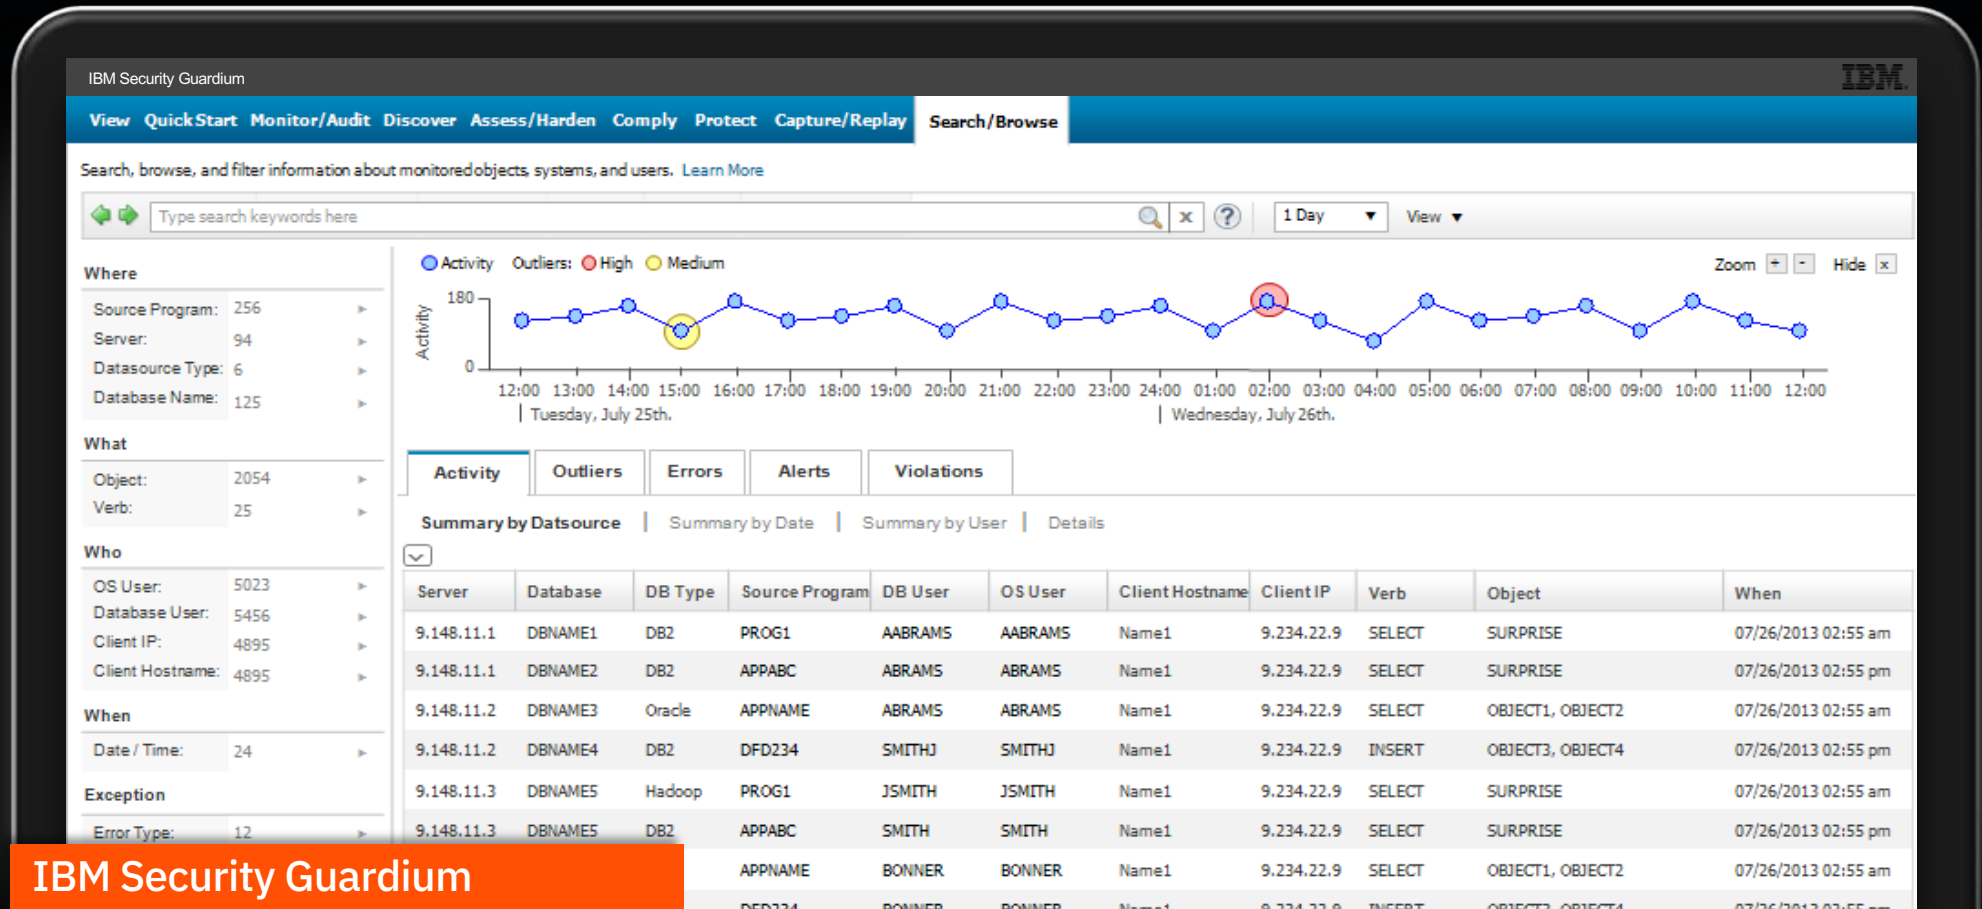 IBM Security Guardium
IBM.
View QuickStart Monitor/Audit Discover Assess/Harden Comply Protect Capture/Replay Search/Browse
Search, browse, and filter information about monitored objects, systems, and users. Learn More
Type search keywords here x ? 1 Day View
Where
Source Program: 256
Server: 94
Datasource Type: 6
Database Name: 125
What
Object: 2054
Verb: 25
Who
OS User: 5023
Database User: 5456
Client IP: 4895
Client Hostname: 4895
When
Date / Time: 24
Exception
Error Type: 12
Activity Outliers: High Medium
Zoom + - Hide x
Activity
180
0
12:00 13:00 14:00 15:00 16:00 17:00 18:00 19:00 20:00 21:00 22:00 23:00 24:00 01:00 02:00 03:00 04:00 05:00 06:00 07:00 08:00 09:00 10:00 11:00 12:00
Tuesday, July 25th. Wednesday, July 26th.
Activity Outliers Errors Alerts Violations
Summary by Datsource | Summary by Date | Summary by User | Details
Server Database DB Type Source Program DB User OS User Client Hostname Client IP Verb Object When
9.148.11.1 DBNAME1 DB2 PROG1 AABRAMS AABRAMS Name1 9.234.22.9 SELECT SURPRISE 07/26/2013 02:55 am
9.148.11.1 DBNAME2 DB2 APPABC ABRAMS ABRAMS Name1 9.234.22.9 SELECT SURPRISE 07/26/2013 02:55 pm
9.148.11.2 DBNAME3 Oracle APPNAME ABRAMS ABRAMS Name1 9.234.22.9 SELECT OBJECT1, OBJECT2 07/26/2013 02:55 am
9.148.11.2 DBNAME4 DB2 DFD234 SMITHJ SMITHJ Name1 9.234.22.9 INSERT OBJECT3, OBJECT4 07/26/2013 02:55 pm
9.148.11.3 DBNAME5 Hadoop PROG1 JSMITH JSMITH Name1 9.234.22.9 SELECT SURPRISE 07/26/2013 02:55 am
9.148.11.3 DBNAME5 DB2 APPABC SMITH SMITH Name1 9.234.22.9 SELECT SURPRISE 07/26/2013 02:55 pm
APPNAME BONNER BONNER Name1 9.234.22.9 SELECT OBJECT1, OBJECT2 07/26/2013 02:55 am
DFD234 BONNER BONNER Name1 9.234.22.9 INSERT OBJECT3, OBJECT4 07/26/2013 02:55 pm
IBM Security Guardium